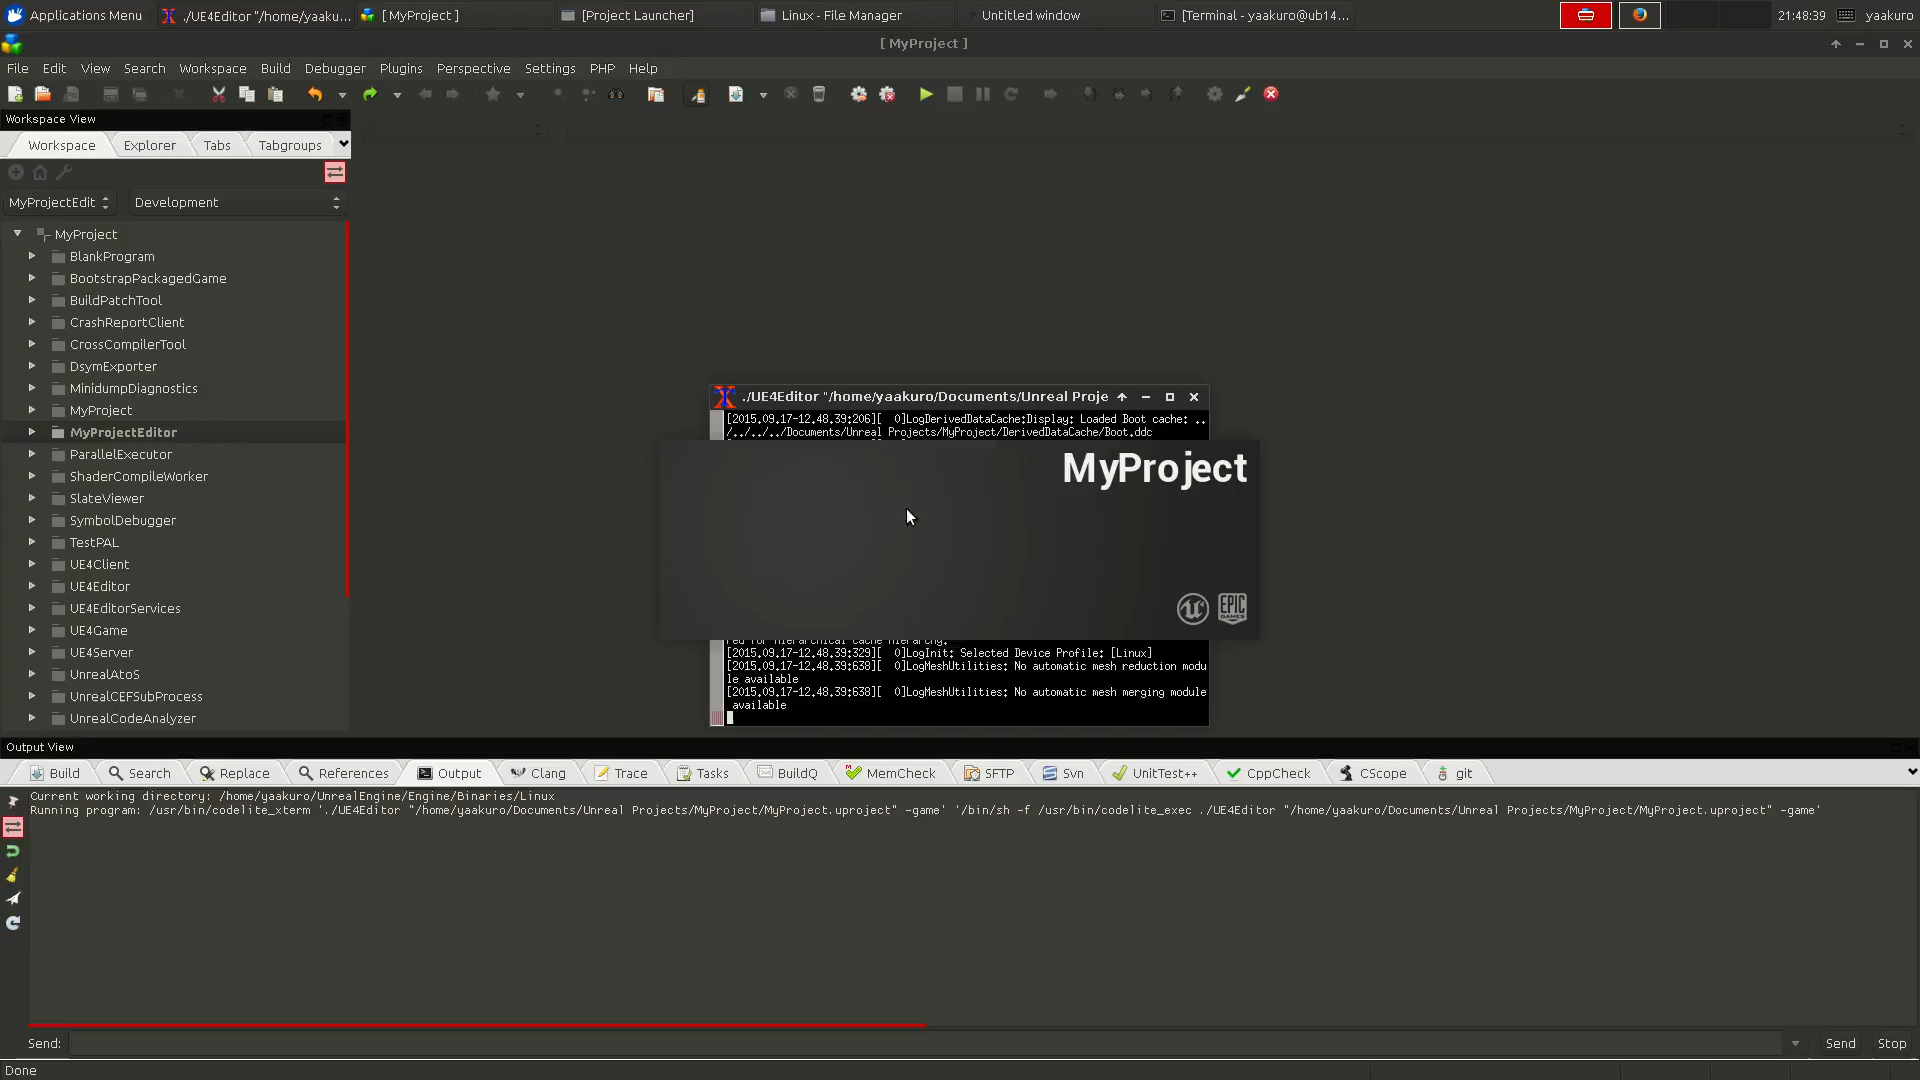 Applications Menu
./UE4Editor "/home/yaaku...
[ MyProject ]
[Project Launcher]
Linux - File Manager
Untitled window
[Terminal - yaakuro@ub14...
21:48:39
yaakuro
[ MyProject ]
File Edit View Search Workspace Build Debugger Plugins Perspective Settings PHP Help
Workspace View
Workspace Explorer Tabs Tabgroups
MyProjectEdit Development
MyProject
BlankProgram
BootstrapPackagedGame
BuildPatchTool
CrashReportClient
CrossCompilerTool
DsymExporter
MinidumpDiagnostics
MyProject
MyProjectEditor
ParallelExecutor
ShaderCompileWorker
SlateViewer
SymbolDebugger
TestPAL
UE4Client
UE4Editor
UE4EditorServices
UE4Game
UE4Server
UnrealAtoS
UnrealCEFSubProcess
UnrealCodeAnalyzer
./UE4Editor "/home/yaakuro/Documents/Unreal Proje
[2015.09.17-12.48.39:206][  0]LogDerivedDataCache:Display: Loaded Boot cache: ..
/../../../Documents/Unreal Projects/MyProject/DerivedDataCache/Boot.ddc
MyProject
EPIC
GAMES
red for hierarchical cache hierarchy.
[2015.09.17-12.48.39:329][  0]LogInit: Selected Device Profile: [Linux]
[2015.09.17-12.48.39:638][  0]LogMeshUtilities: No automatic mesh reduction modu
le available
[2015.09.17-12.48.39:638][  0]LogMeshUtilities: No automatic mesh merging module
available
Output View
Build Search Replace References Output Clang Trace Tasks BuildQ MemCheck SFTP Svn UnitTest++ CppCheck CScope git
Current working directory: /home/yaakuro/UnrealEngine/Engine/Binaries/Linux
Running program: /usr/bin/codelite_xterm './UE4Editor "/home/yaakuro/Documents/Unreal Projects/MyProject/MyProject.uproject" -game' '/bin/sh -f /usr/bin/codelite_exec ./UE4Editor "/home/yaakuro/Documents/Unreal Projects/MyProject/MyProject.uproject" -game'
Send:
Send
Stop
Done